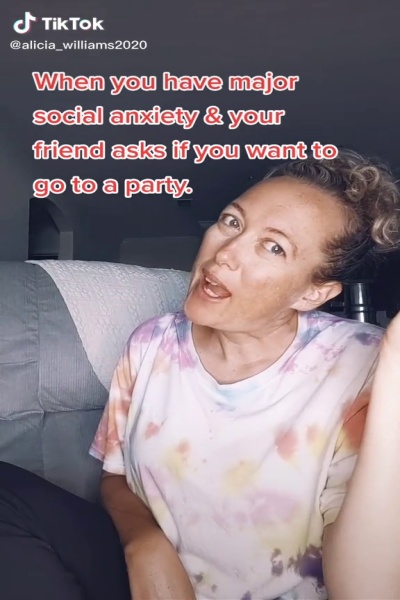 TikTok
@alicia_williams2020
When you have major
social anxiety & your
friend asks if you want to
go to a party.